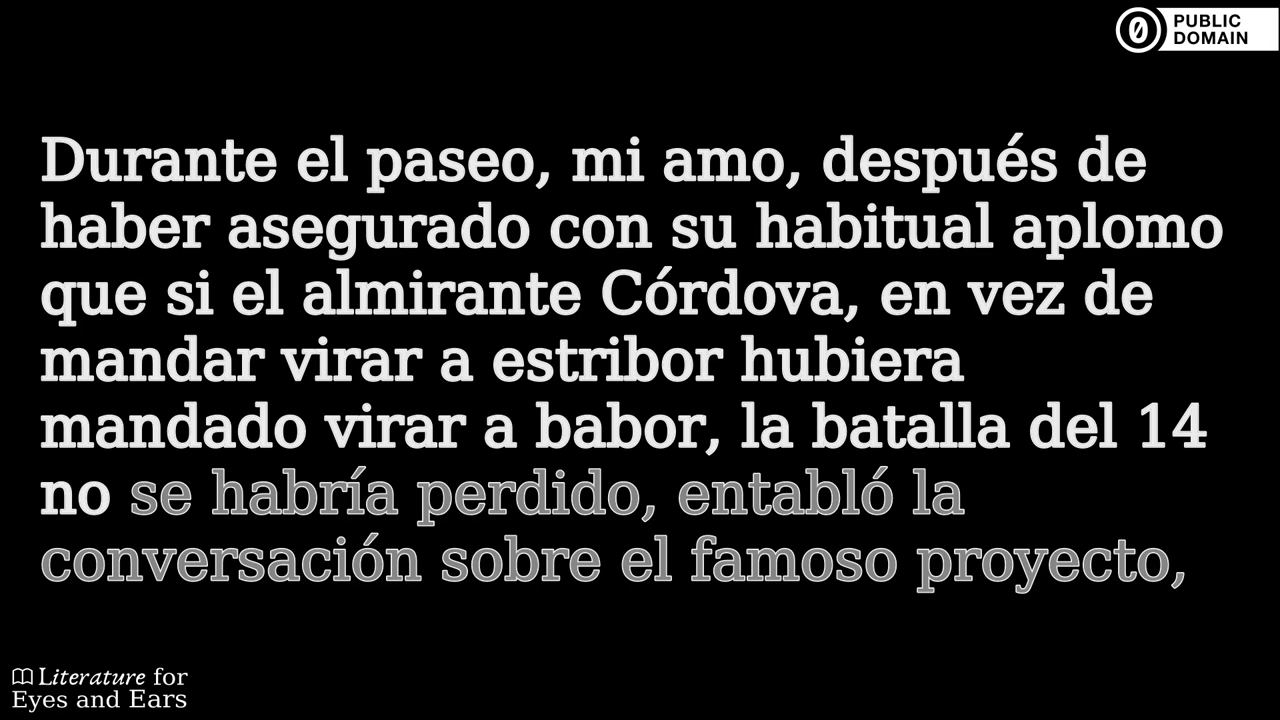 PUBLIC
DOMAIN
Durante el paseo, mi amo, después de
haber asegurado con su habitual aplomo
que si el almirante Córdova, en vez de
mandar virar a estribor hubiera
mandado virar a babor, la batalla del 14
no se habría perdido, entabló la
conversación sobre el famoso proyecto,
Literature for
Eyes and Ears